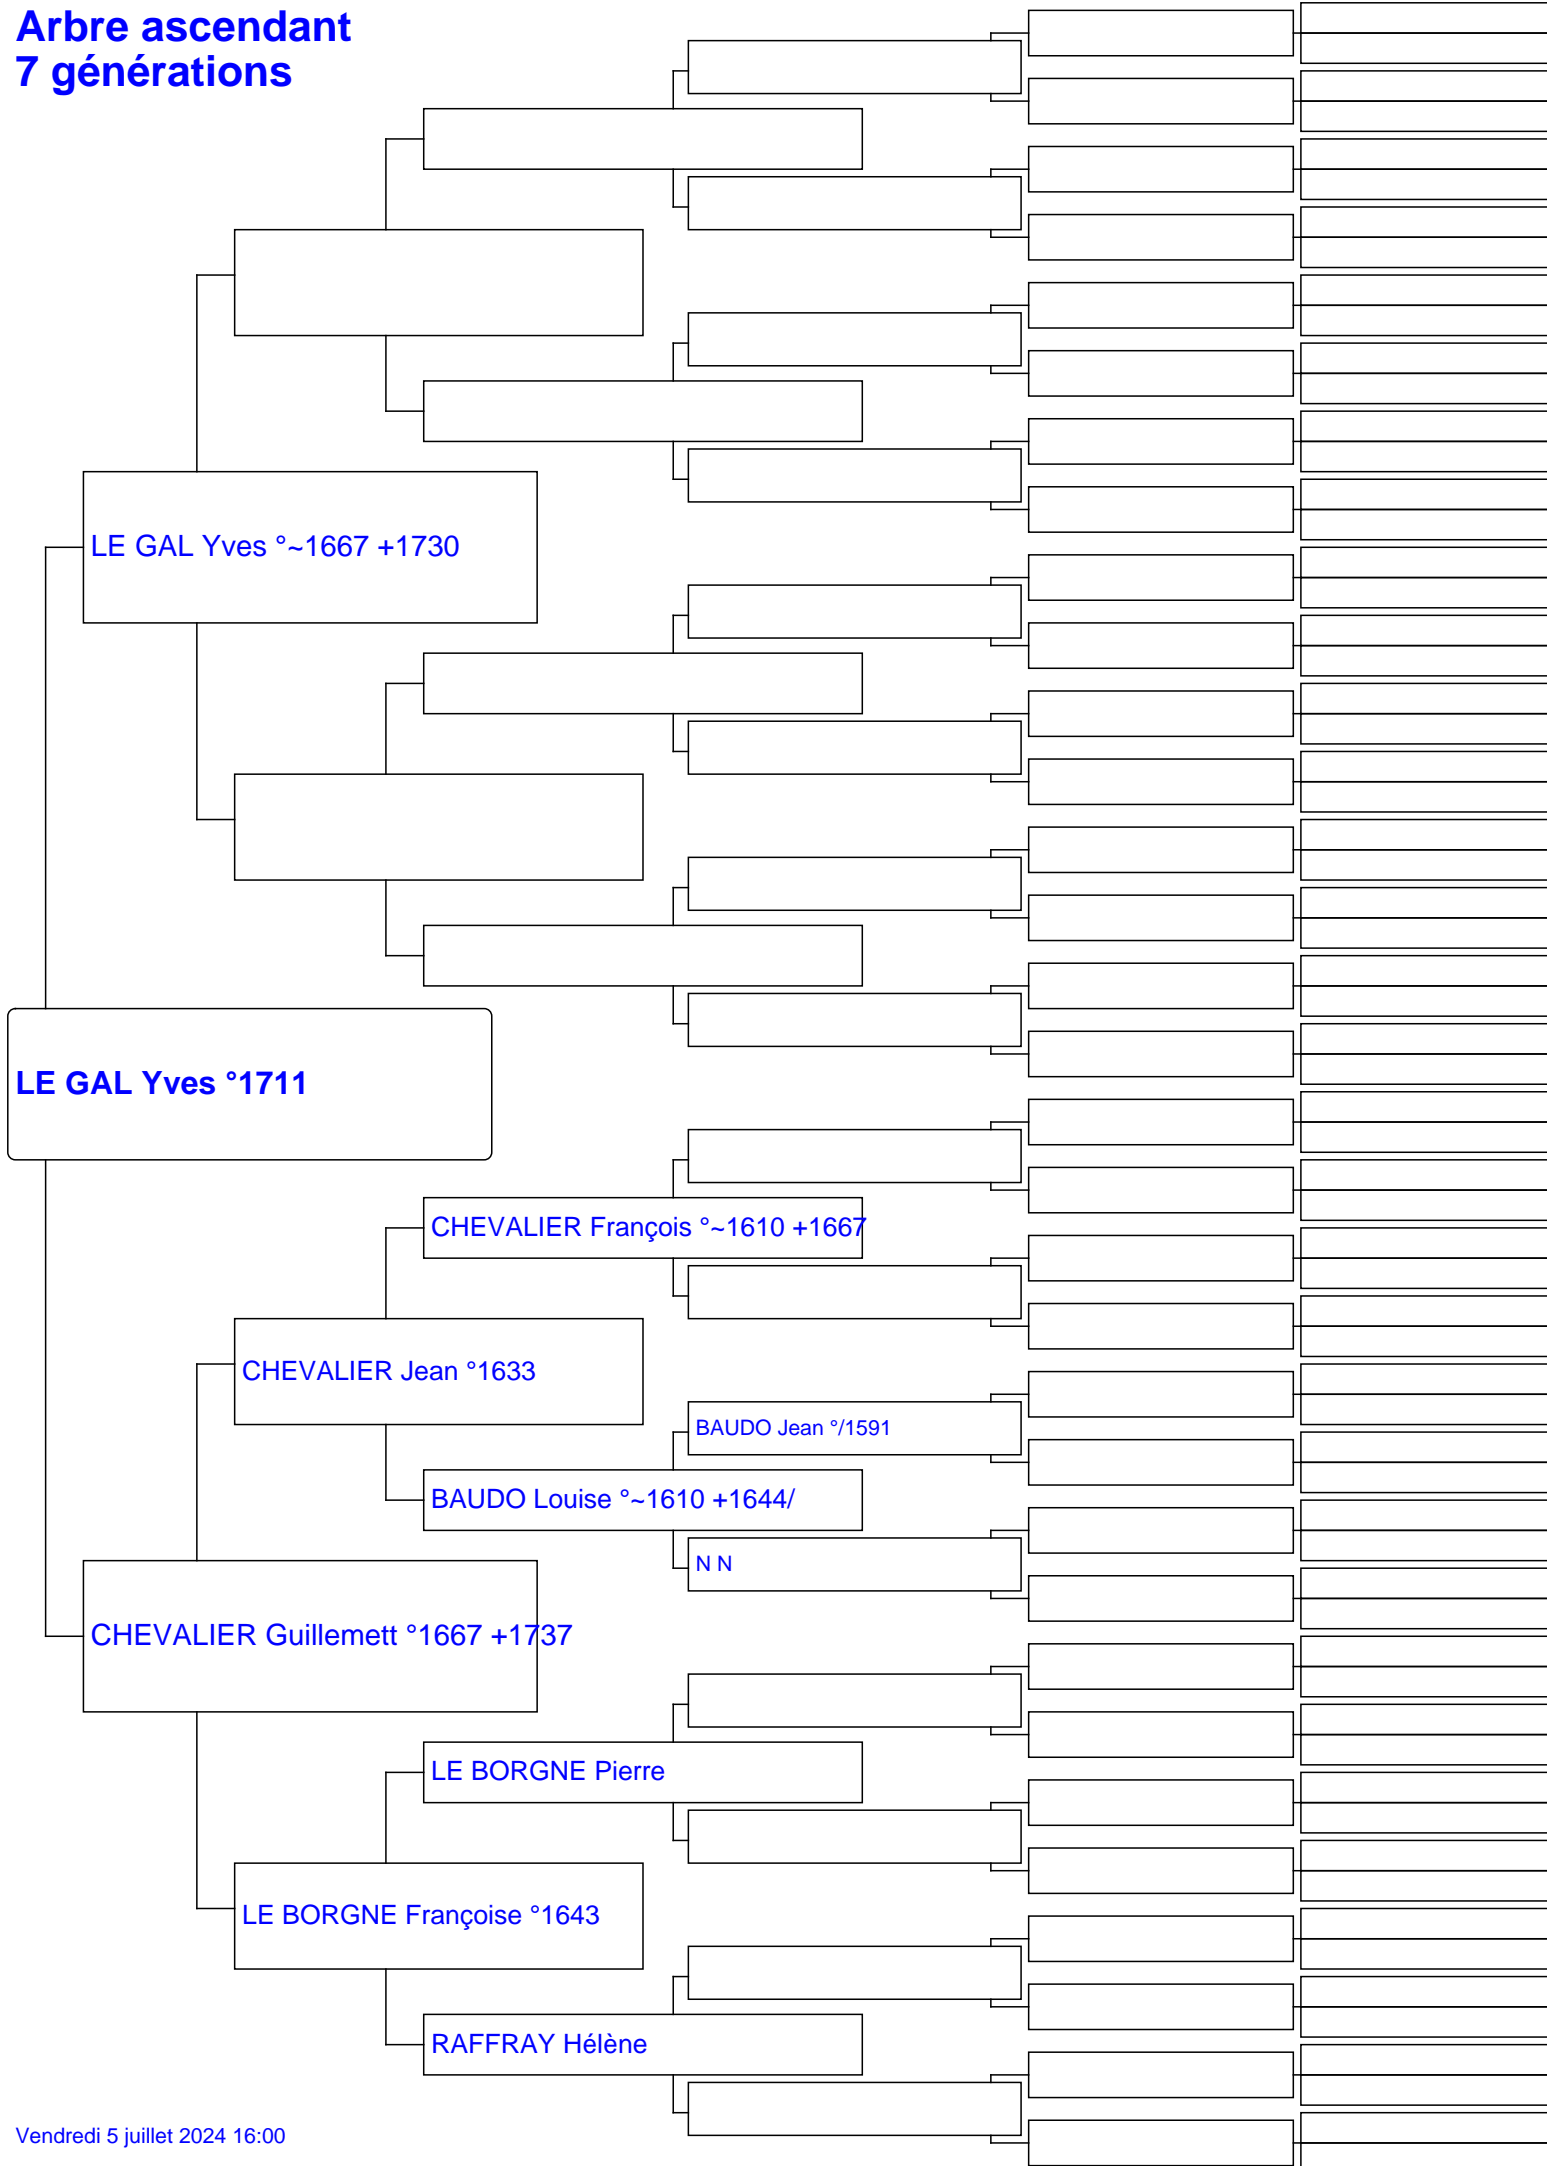 Arbre ascendant
7 générations
LE GAL Yves °~1667 +1730
LE GAL Yves °1711
CHEVALIER François °~1610 +1667
CHEVALIER Jean °1633
BAUDO Jean °/1591
BAUDO Louise °~1610 +1644/
N N
CHEVALIER Guillemett °1667 +1737
LE BORGNE Pierre
LE BORGNE Françoise °1643
RAFFRAY Hélène
Vendredi 5 juillet 2024 16:00